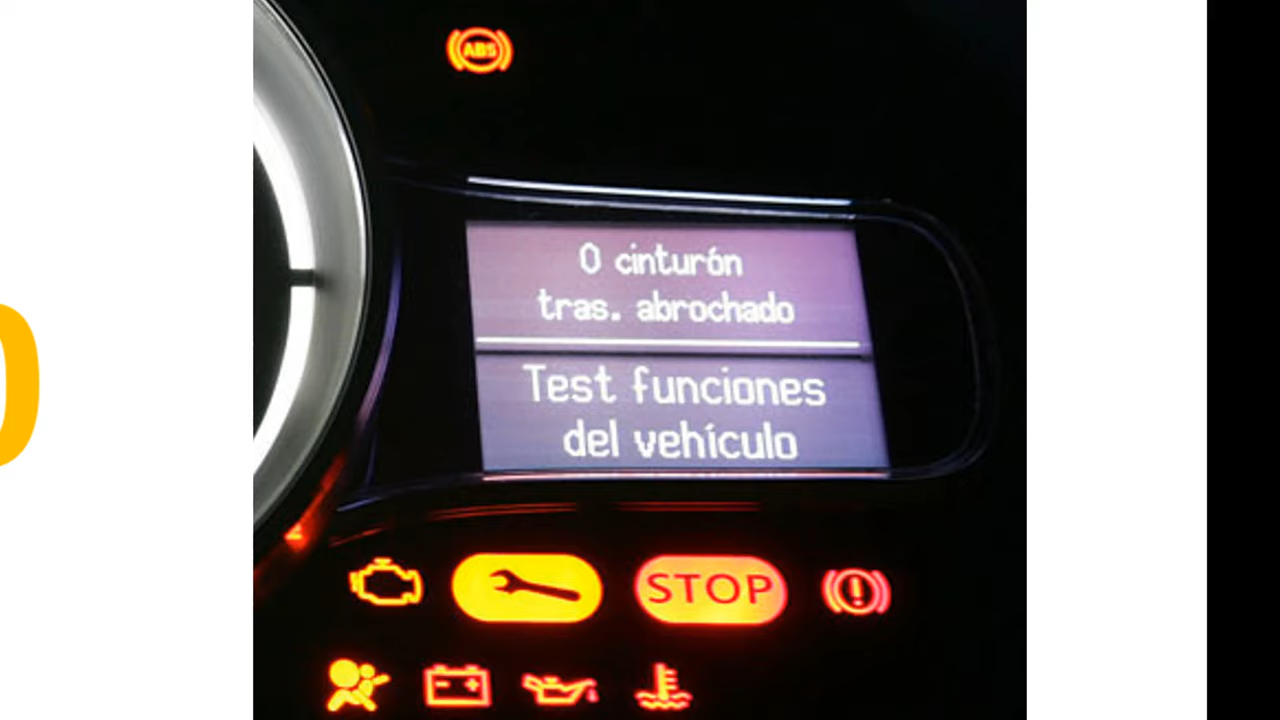 ABS
0 cinturón
tras. abrochado
Test funciones
del vehículo
STOP